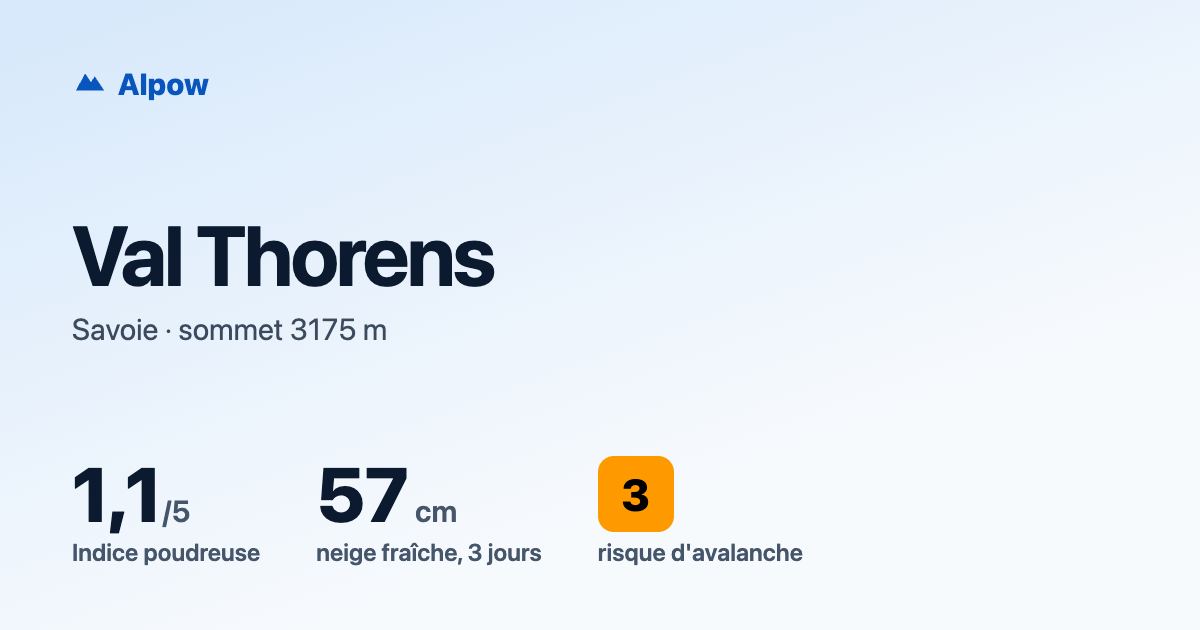 Alpow
Val Thorens
Savoie · sommet 3175 m
1,1/5 57 cm 3
Indice poudreuse neige fraîche, 3 jours risque d'avalanche